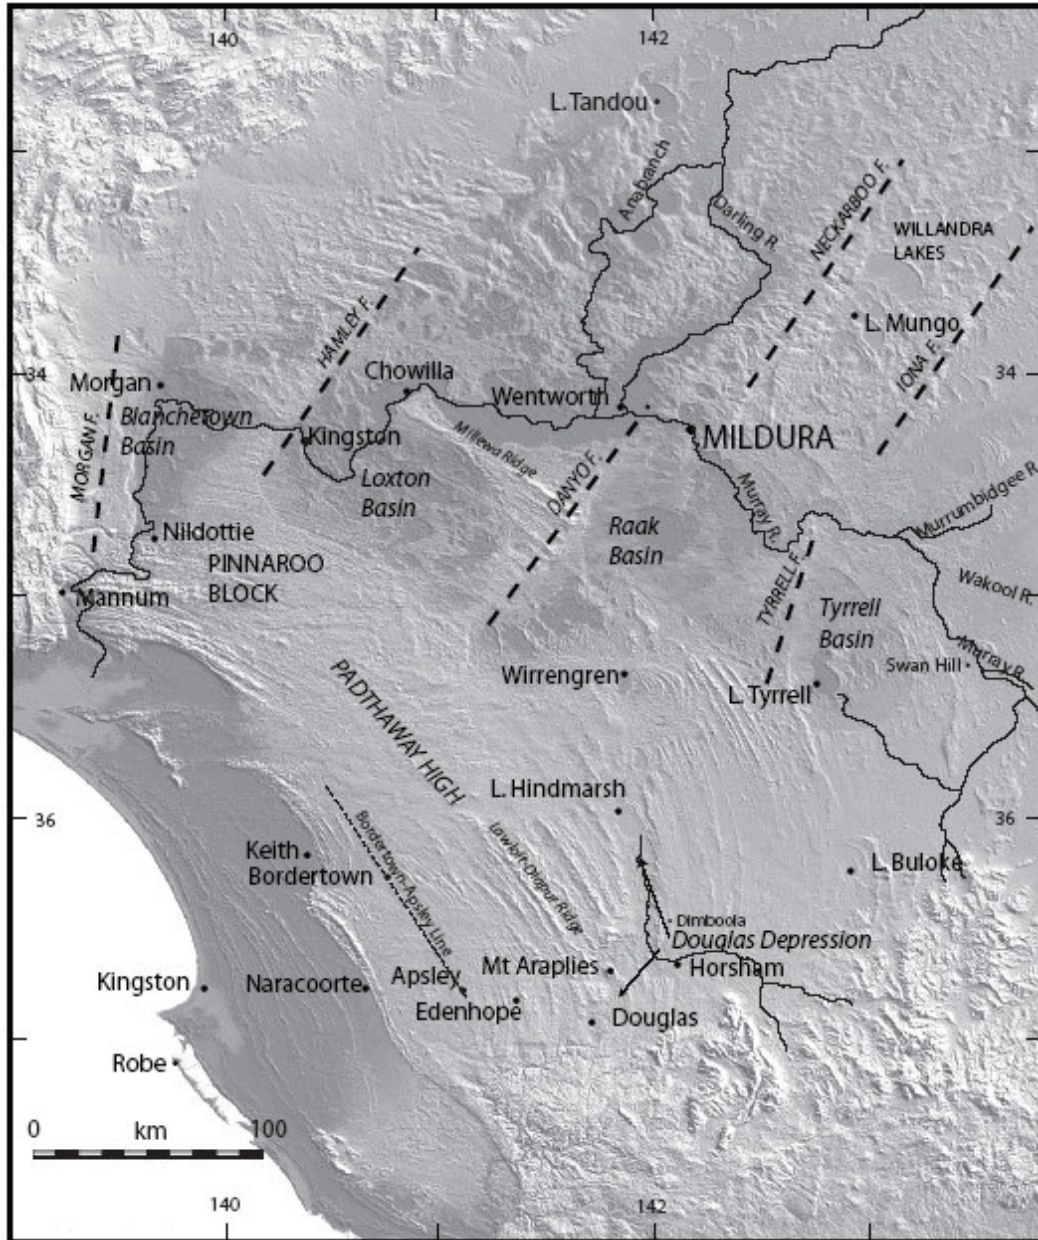 140
142
L. Tandou
Anabranch
Darling R.
NECKARBOO F.
WILLANDRA
LAKES
HAMLEY F.
L. Mungo
IONA F.
34
34
Morgan
Chowilla
Wentworth
Blanchetown
Basin
MORGAN F.
Kingston
Millewa Ridge
MILDURA
Loxton
Basin
DANYO F.
Murray R.
Murrumbidgee R.
Raak
Basin
Nildottie
PINNAROO
BLOCK
TYRRELL F.
Wakool R.
Mannum
Tyrrell
Basin
Murray R.
Swan Hill
Wirrengren
L. Tyrrell
PADTHAWAY HIGH
L. Hindmarsh
36
36
Keith
Bordertown
Bordertown-Apsley Line
Lawloit-Diapur Ridge
L. Buloke
Dimboola
Douglas Depression
Kingston
Naracoorte
Apsley
Mt Araplies
Horsham
Edenhope
Douglas
Robe
0
km
100
140
142